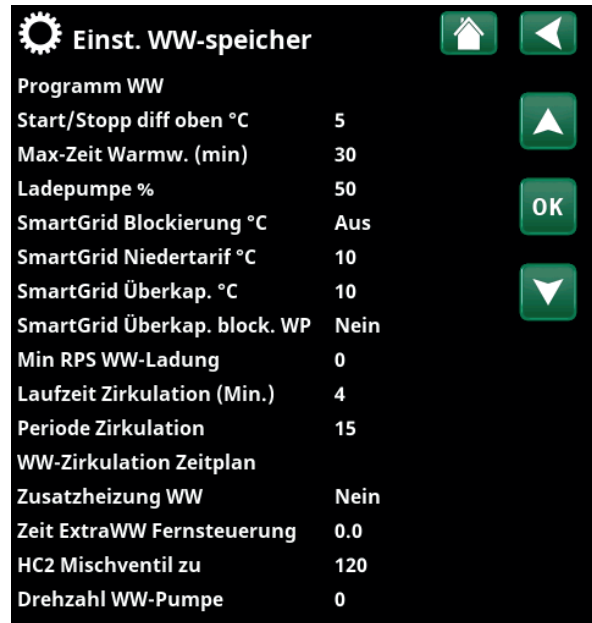 Einst. WW-speicher
Programm WW
Start/Stopp diff oben °C 5
Max-Zeit Warmw. (min) 30
Ladepumpe % 50
OK
SmartGrid Blockierung °C Aus
SmartGrid Niedertarif °C 10
SmartGrid Überkap. °C 10
SmartGrid Überkap. block. WP Nein
Min RPS WW-Ladung 0
Laufzeit Zirkulation (Min.) 4
Periode Zirkulation 15
WW-Zirkulation Zeitplan
Zusatzheizung WW Nein
Zeit ExtraWW Fernsteuerung 0.0
HC2 Mischventil zu 120
Drehzahl WW-Pumpe 0